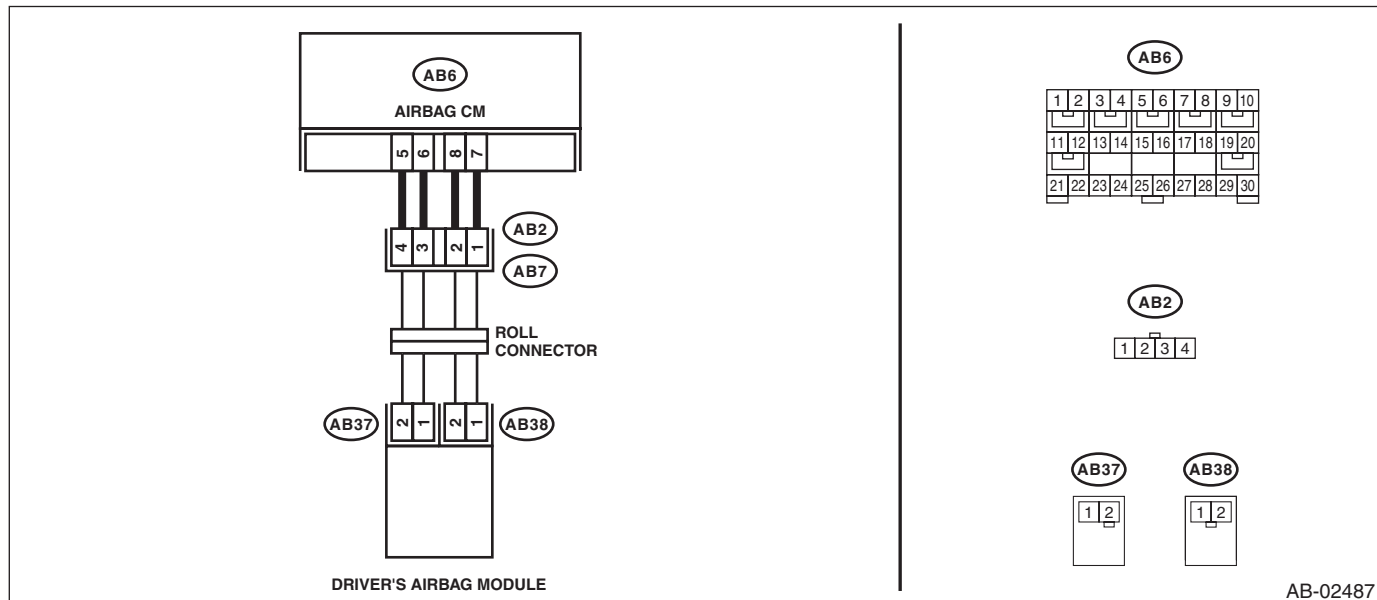 AB6
AIRBAG CM
5 6 8 7
4 3 2 1
AB2
AB7
ROLL
CONNECTOR
AB37
2 1 2 1
AB38
DRIVER'S AIRBAG MODULE
AB6
1 2 3 4 5 6 7 8 9 10
11 12 13 14 15 16 17 18 19 20
21 22 23 24 25 26 27 28 29 30
AB2
1 2 3 4
AB37 AB38
1 2 1 2
AB-02487